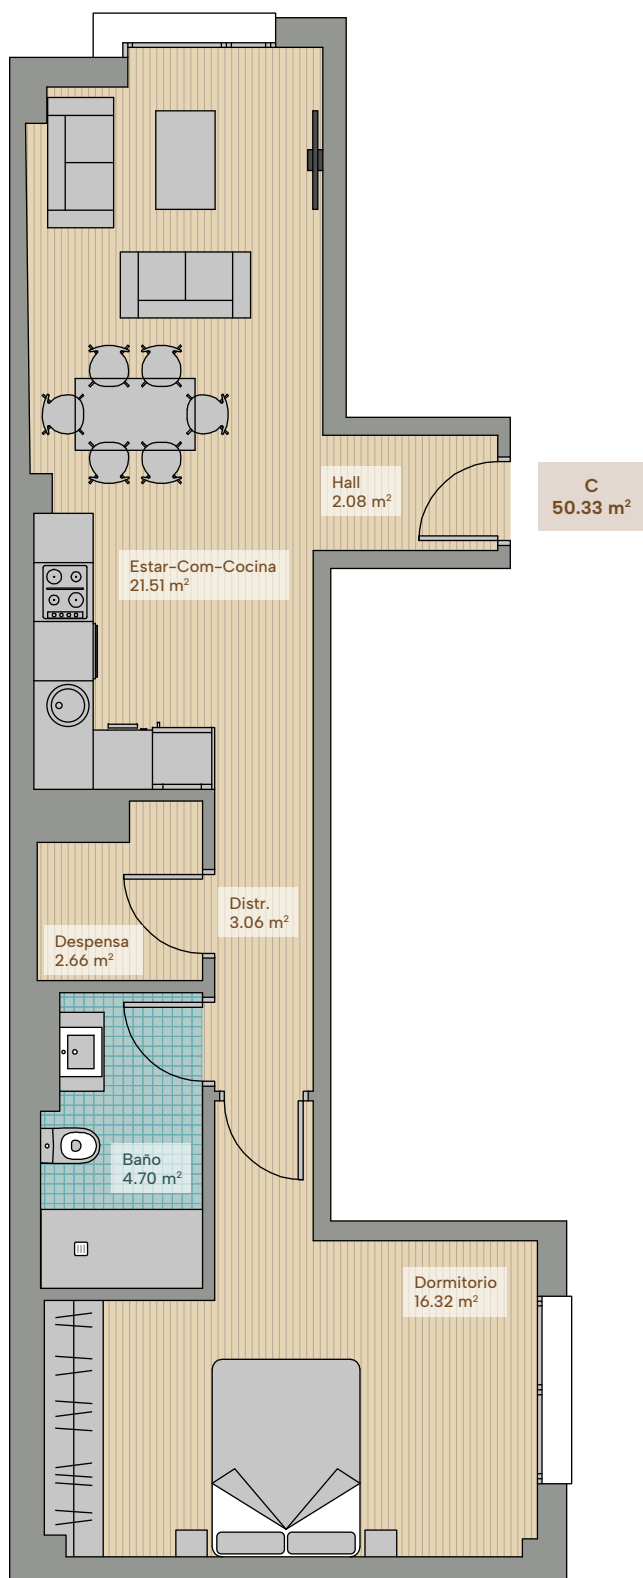 Hall
2.08 m²
C
50.33 m²
Estar-Com-Cocina
21.51 m²
Distr.
3.06 m²
Despensa
2.66 m²
Baño
4.70 m²
Dormitorio
16.32 m²